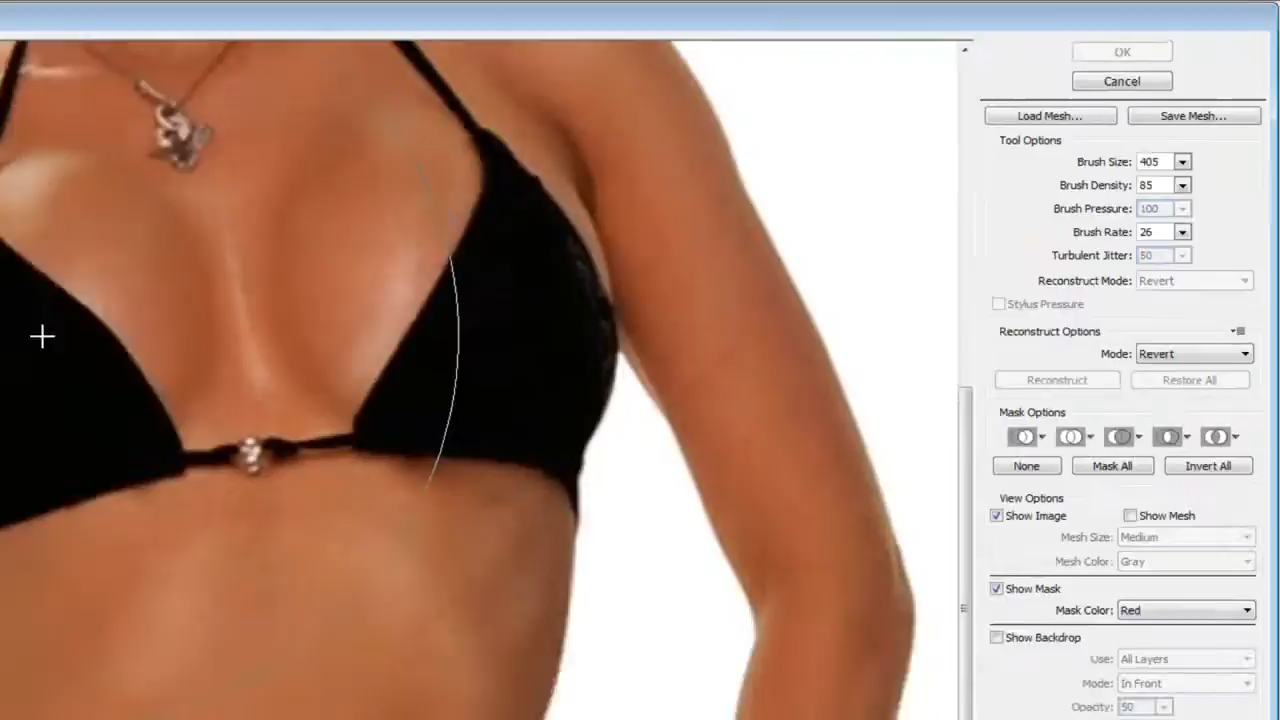 OK
Cancel
Load Mesh... Save Mesh...
Tool Options
Brush Size: 405
Brush Density: 85
Brush Pressure: 100
Brush Rate: 26
Turbulent Jitter: 50
Reconstruct Mode: Revert
Stylus Pressure
Reconstruct Options
Mode: Revert
Reconstruct Restore All
Mask Options
None Mask All Invert All
View Options
Show Image Show Mesh
Mesh Size: Medium
Mesh Color: Gray
Show Mask
Mask Color: Red
Show Backdrop
Use: All Layers
Mode: In Front
Opacity: 50